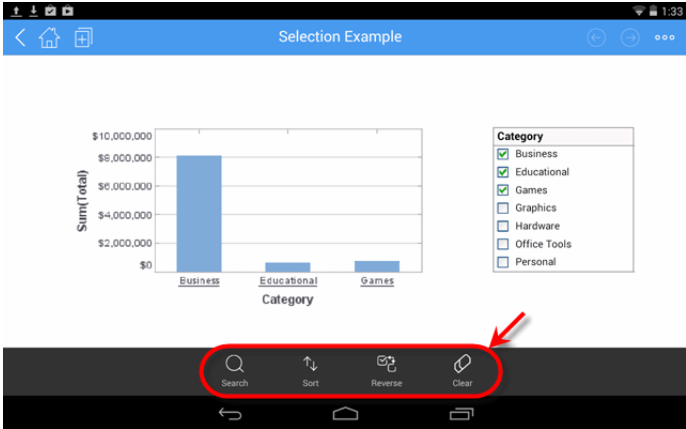 1:33
Selection Example
$10,000,000
$8,000,000
$6,000,000
$4,000,000
$2,000,000
$0
Sum(Total)
Business
Educational
Games
Category
Category
Business
Educational
Games
Graphics
Hardware
Office Tools
Personal
Search
Sort
Reverse
Clear